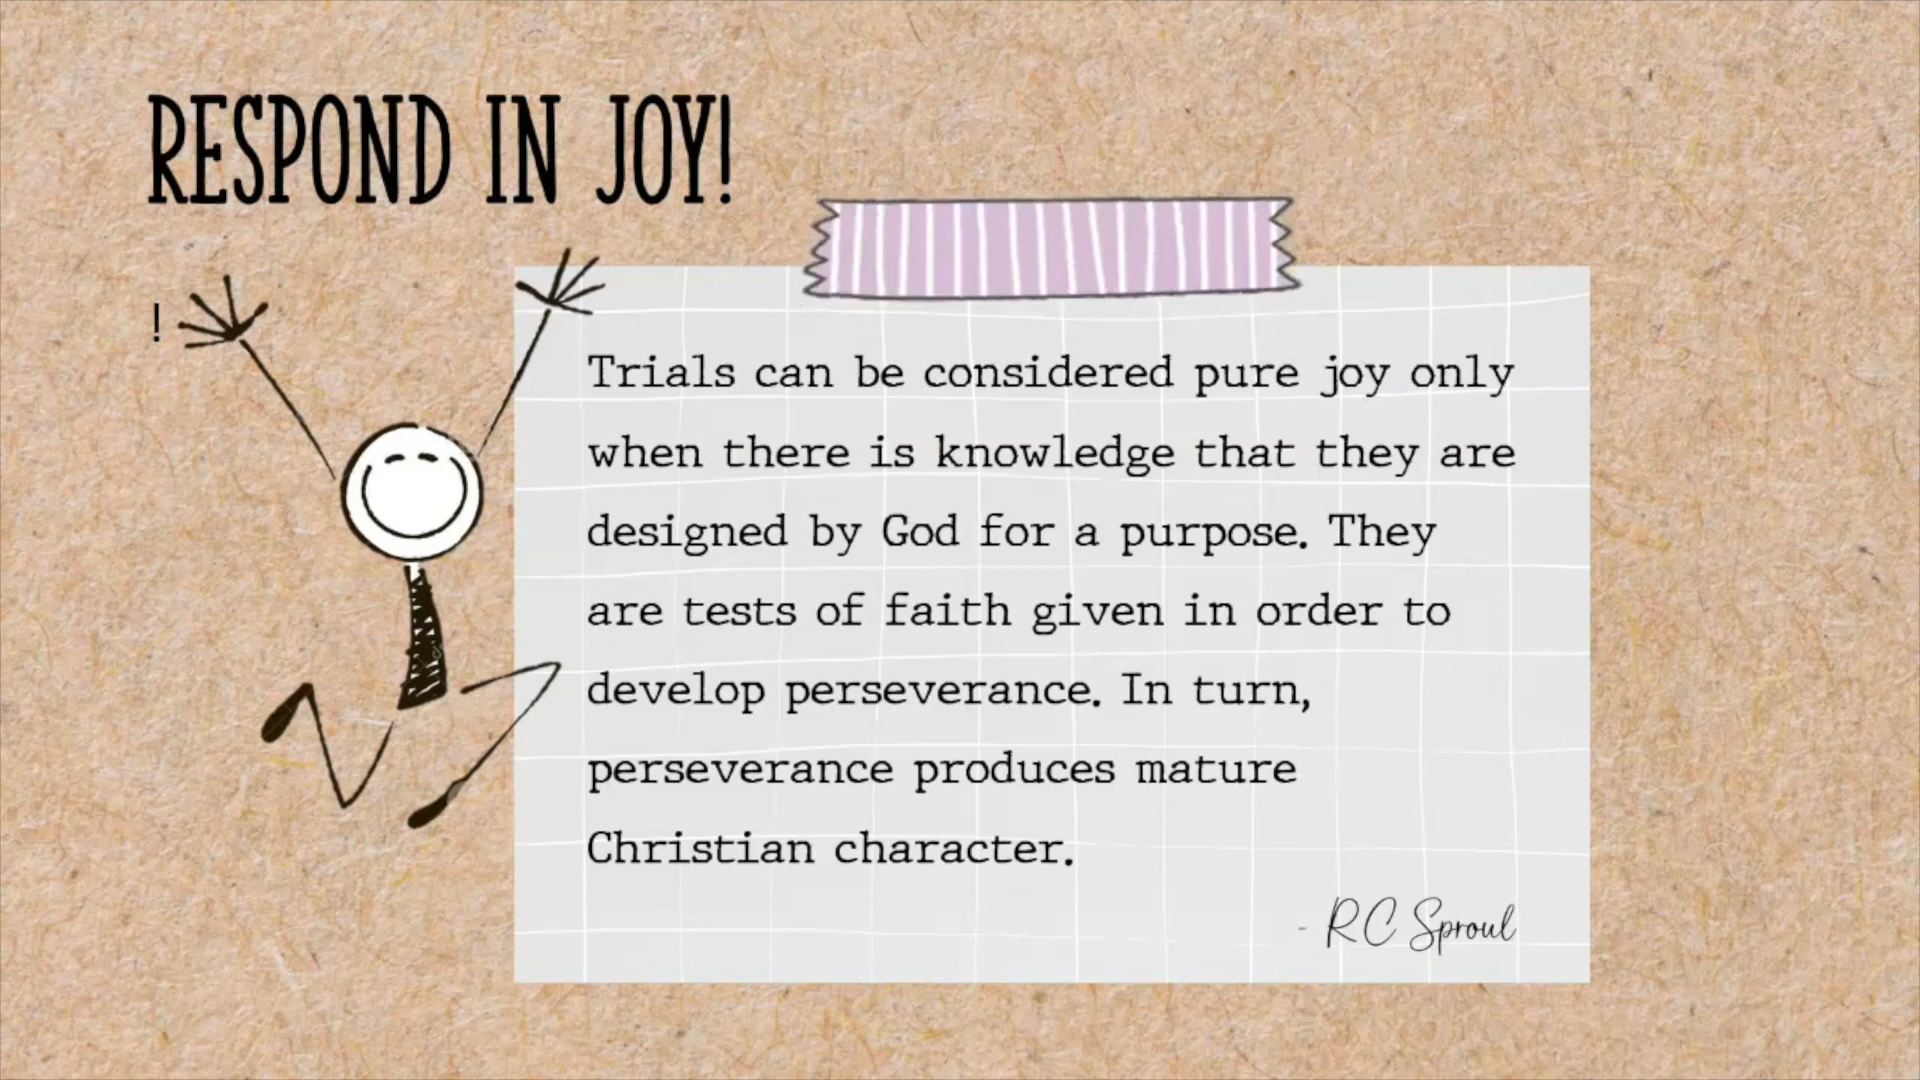 RESPOND IN JOY!
!
Trials can be considered pure joy only
when there is knowledge that they are
designed by God for a purpose. They
are tests of faith given in order to
develop perseverance. In turn,
perseverance produces mature
Christian character.
- RC Sproul